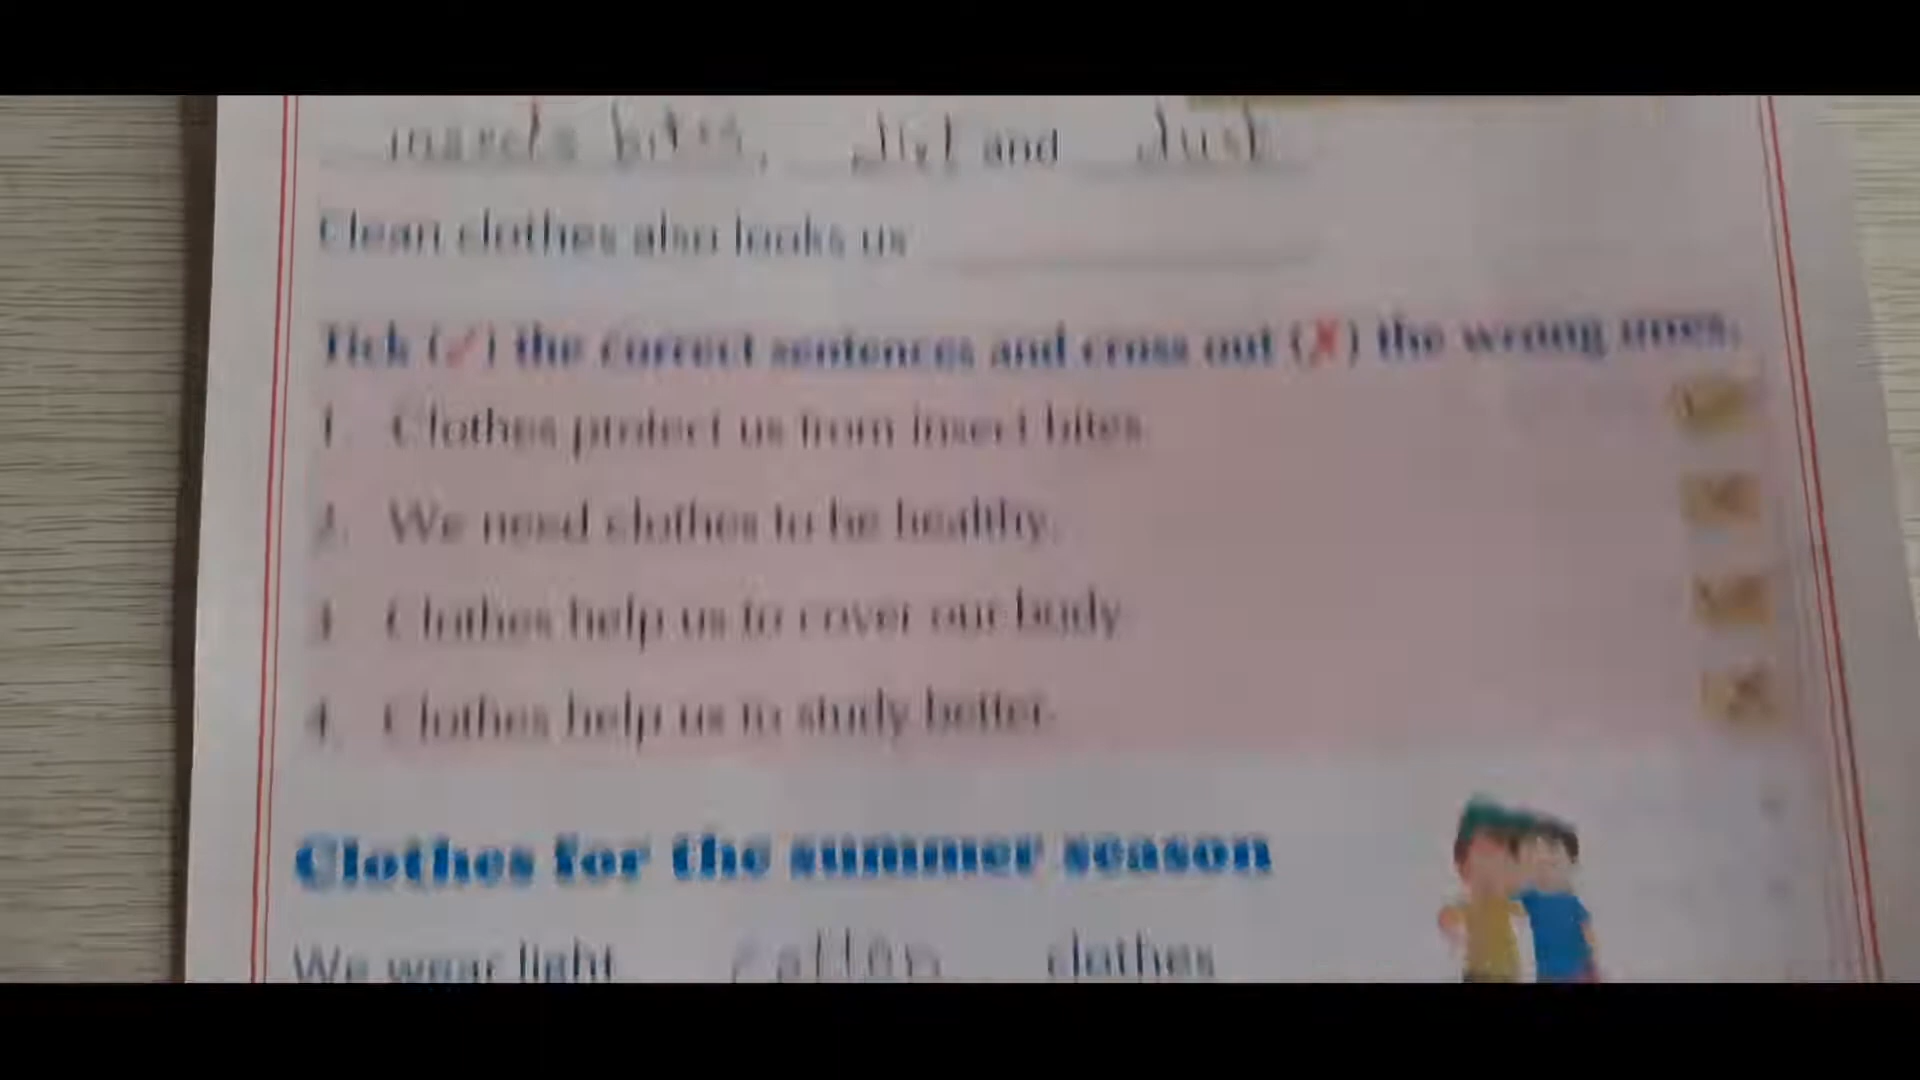 insects bites, dirt and dust
Clean clothes also looks us
Tick (✓) the correct sentences and cross out (✗) the wrong ones.
1. Clothes protect us from insect bites.
2. We need clothes to be healthy.
3. Clothes help us to cover our body.
4. Clothes help us to study better.
Clothes for the summer season
We wear light cotton clothes